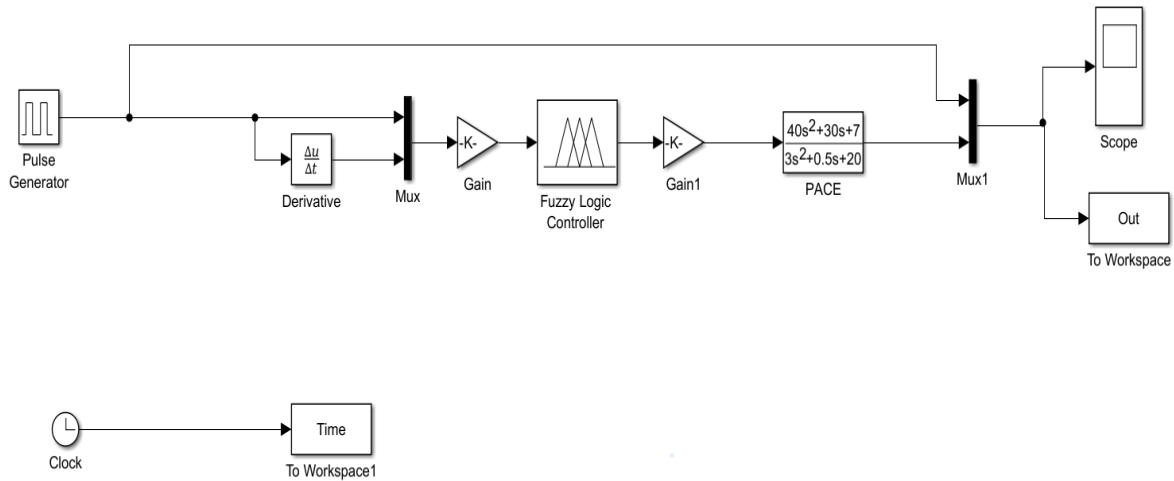 Pulse
Generator
Δu
Δt
Derivative
Mux
-K-
Gain
Fuzzy Logic
Controller
-K-
Gain1
40s²+30s+7
3s²+0.5s+20
PACE
Mux1
Scope
Out
To Workspace
Clock
Time
To Workspace1